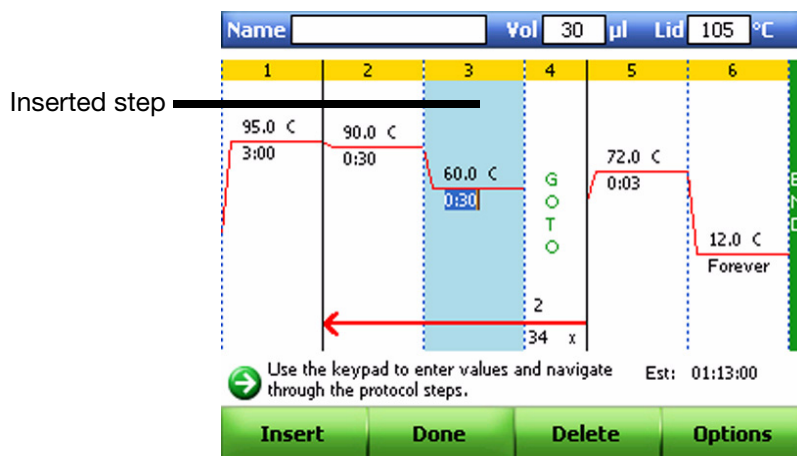 Name Vol 30 µl Lid 105 °C
1 2 3 4 5 6
Inserted step
95.0 C
3:00
90.0 C
0:30
60.0 C
0:30
G
O
T
O
2
34 x
72.0 C
0:03
12.0 C
Forever
E
N
D
Use the keypad to enter values and navigate
through the protocol steps.
Est: 01:13:00
Insert Done Delete Options